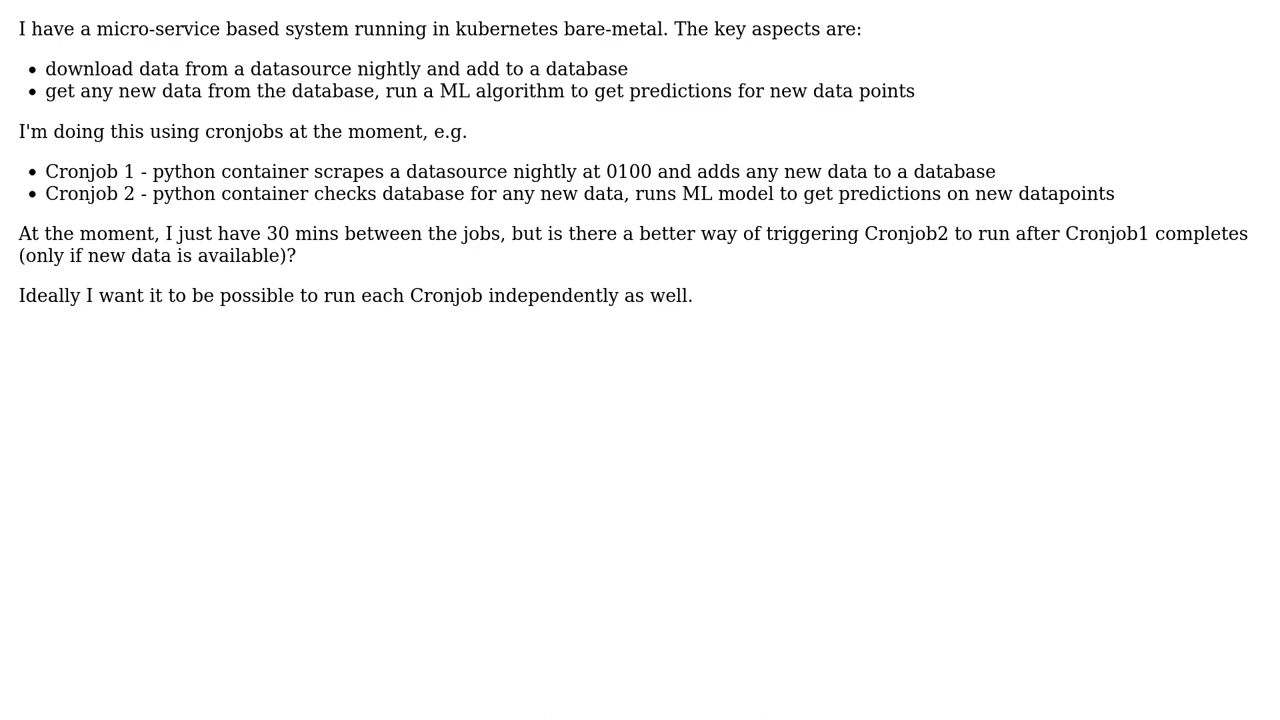 I have a micro-service based system running in kubernetes bare-metal. The key aspects are:
• download data from a datasource nightly and add to a database
• get any new data from the database, run a ML algorithm to get predictions for new data points
I'm doing this using cronjobs at the moment, e.g.
• Cronjob 1 - python container scrapes a datasource nightly at 0100 and adds any new data to a database
• Cronjob 2 - python container checks database for any new data, runs ML model to get predictions on new datapoints
At the moment, I just have 30 mins between the jobs, but is there a better way of triggering Cronjob2 to run after Cronjob1 completes
(only if new data is available)?
Ideally I want it to be possible to run each Cronjob independently as well.